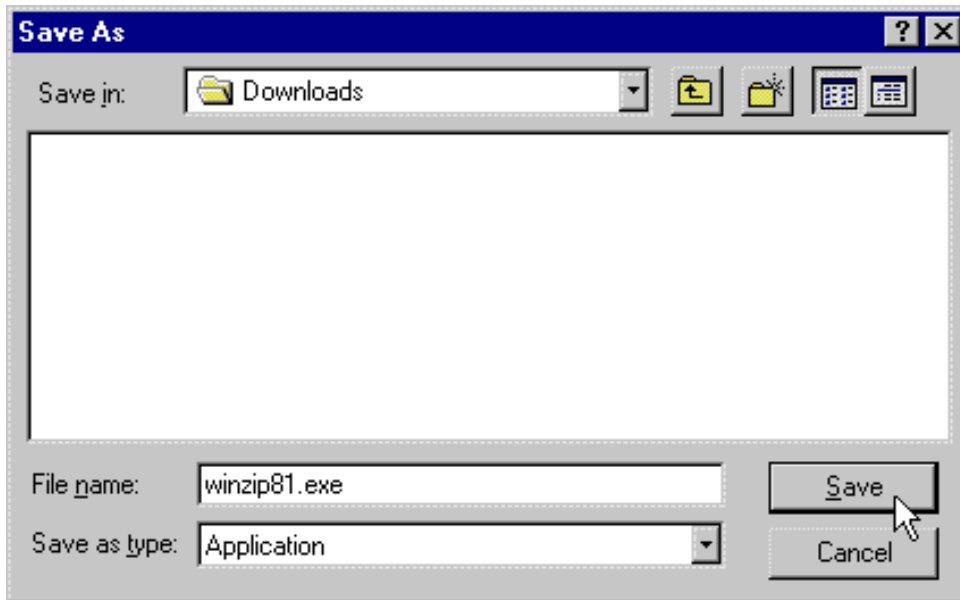 Save As
Save in: Downloads
File name: winzip81.exe Save
Save as type: Application Cancel